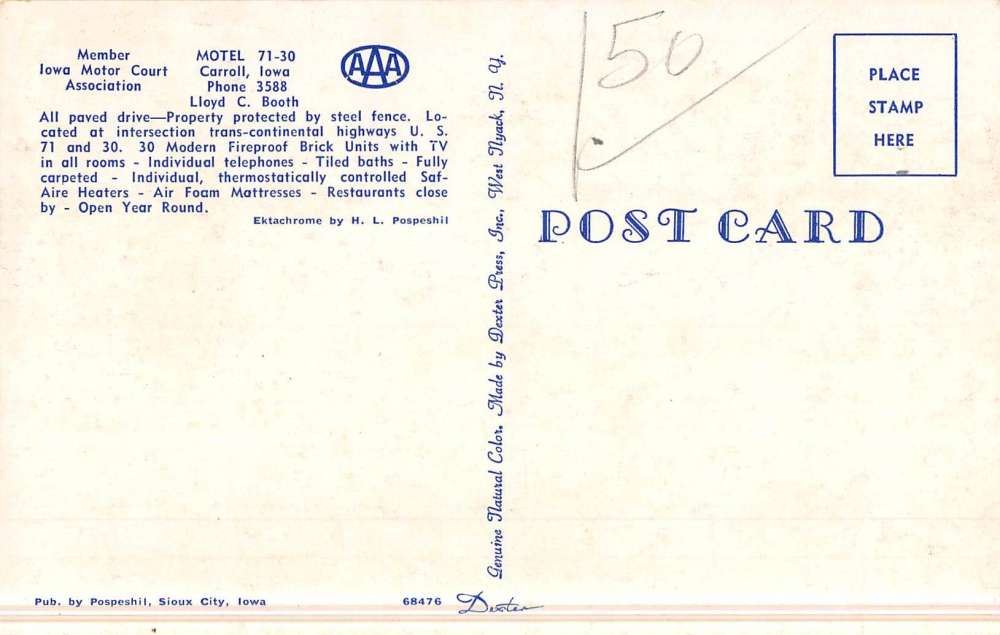 Member
Iowa Motor Court
Association
MOTEL 71-30
Carroll, Iowa
Phone 3588
Lloyd C. Booth
AAA
All paved drive—Property protected by steel fence. Lo-
cated at intersection trans-continental highways U. S.
71 and 30. 30 Modern Fireproof Brick Units with TV
in all rooms - Individual telephones - Tiled baths - Fully
carpeted - Individual, thermostatically controlled Saf-
Aire Heaters - Air Foam Mattresses - Restaurants close
by - Open Year Round.
Ektachrome by H. L. Pospeshil
Genuine Natural Color. Made by Dexter Press, Inc., West Nyack, N. Y.
150
PLACE
STAMP
HERE
POST CARD
Pub. by Pospeshil, Sioux City, Iowa
68476
Dexter